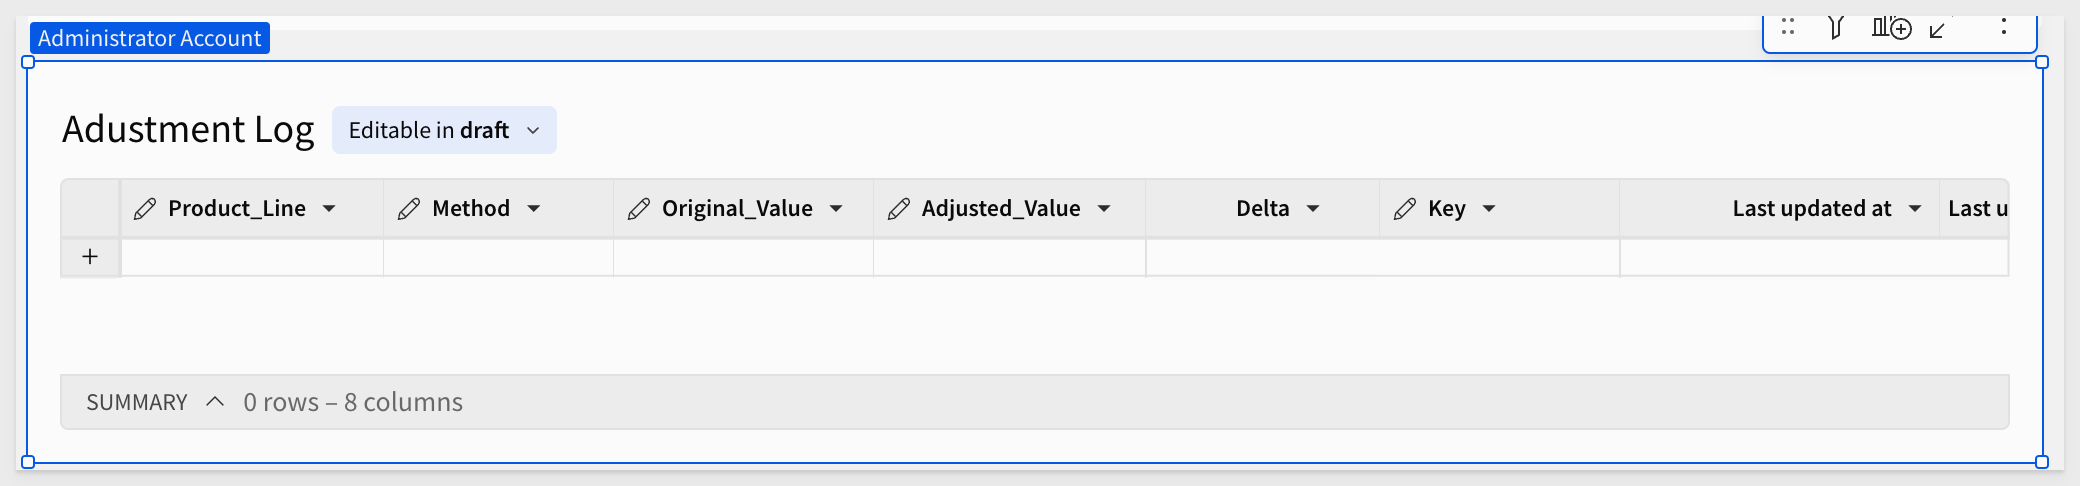 Administrator Account
Adustment Log
Editable in draft
Product_Line
Method
Original_Value
Adjusted_Value
Delta
Key
Last updated at
Last u
+
SUMMARY 0 rows – 8 columns